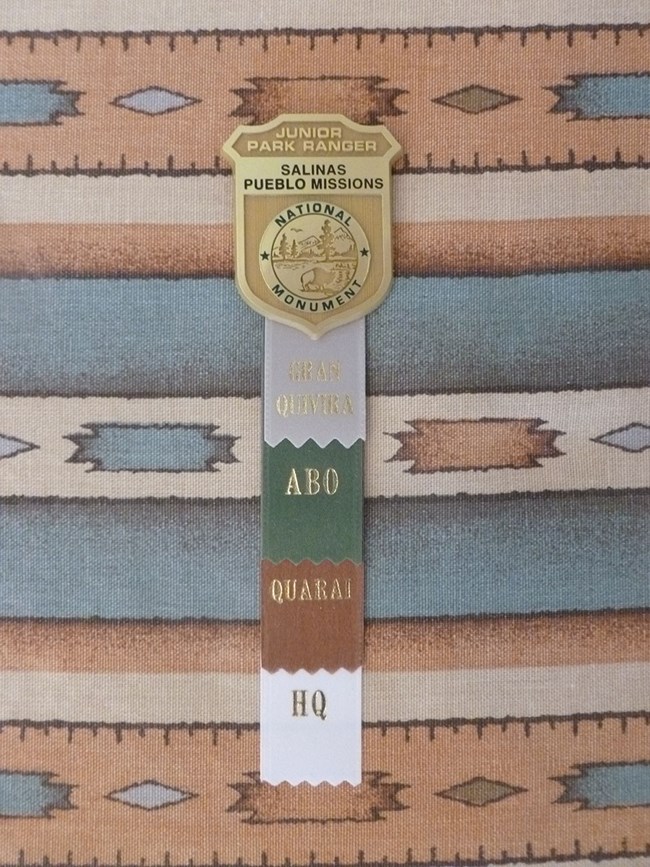 JUNIOR
PARK RANGER
SALINAS
PUEBLO MISSIONS
NATIONAL
MONUMENT
GRAN
QUIVIRA
ABO
QUARAI
HQ